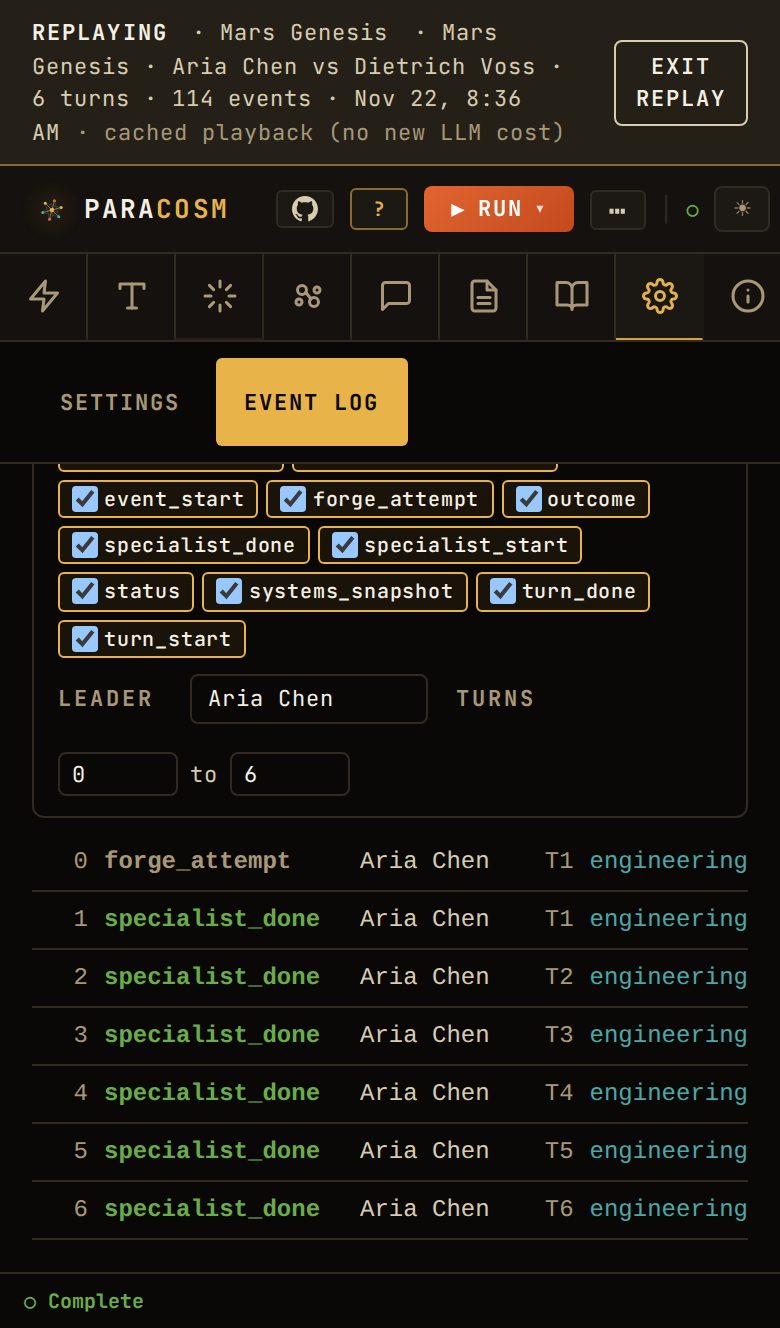 REPLAYING · Mars Genesis · Mars
Genesis · Aria Chen vs Dietrich Voss ·
6 turns · 114 events · Nov 22, 8:36
AM · cached playback (no new LLM cost)
EXIT
REPLAY
PARACOSM
?
▶ RUN ▼
…
SETTINGS
EVENT LOG
event_start
forge_attempt
outcome
specialist_done
specialist_start
status
systems_snapshot
turn_done
turn_start
LEADER
Aria Chen
TURNS
0
to
6
0 forge_attempt Aria Chen T1 engineering
1 specialist_done Aria Chen T1 engineering
2 specialist_done Aria Chen T2 engineering
3 specialist_done Aria Chen T3 engineering
4 specialist_done Aria Chen T4 engineering
5 specialist_done Aria Chen T5 engineering
6 specialist_done Aria Chen T6 engineering
○ Complete